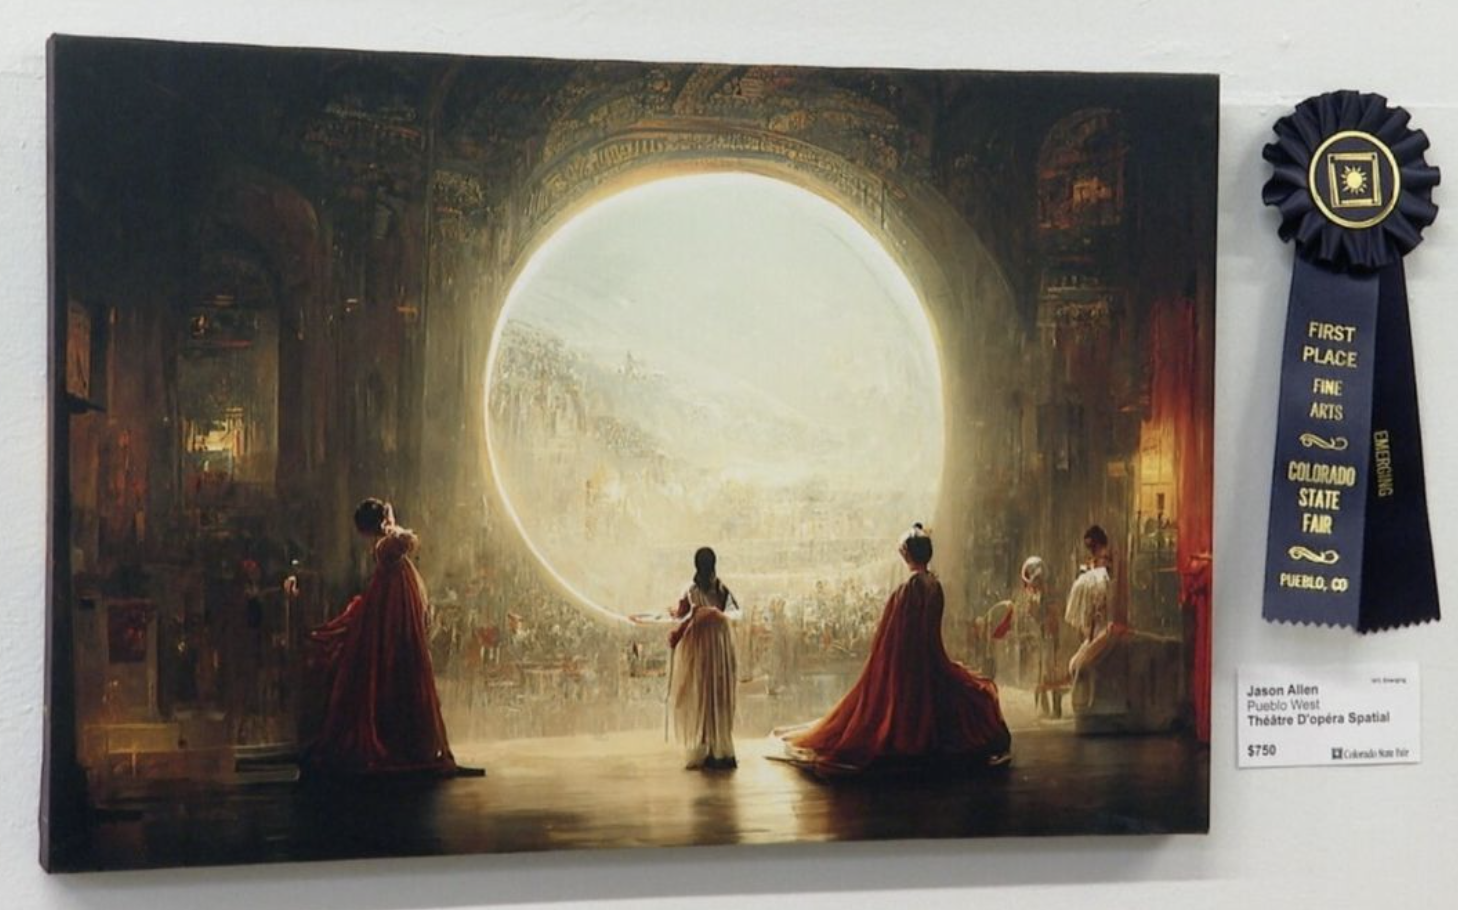 FIRST
PLACE
FINE
ARTS
COLORADO
STATE
FAIR
PUEBLO, CO
EMERGING
Emerging
Jason Allen
Pueblo West
Théâtre D'opéra Spatial
$750
Colorado State Fair